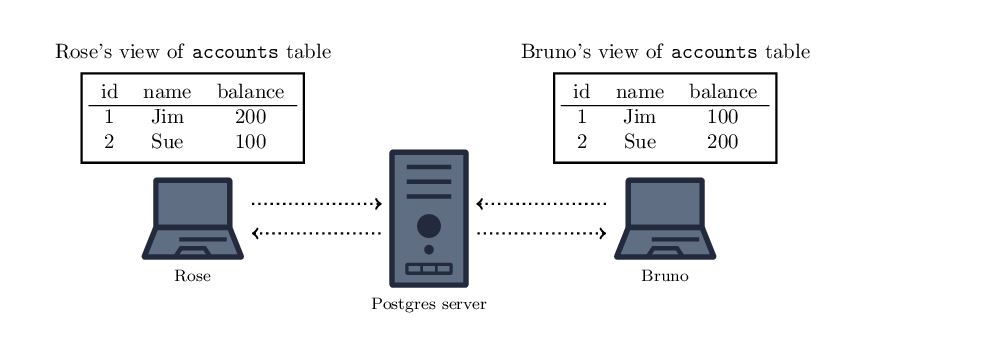 Rose's view of accounts table
id name balance
1 Jim 200
2 Sue 100
Rose
Postgres server
Bruno's view of accounts table
id name balance
1 Jim 100
2 Sue 200
Bruno